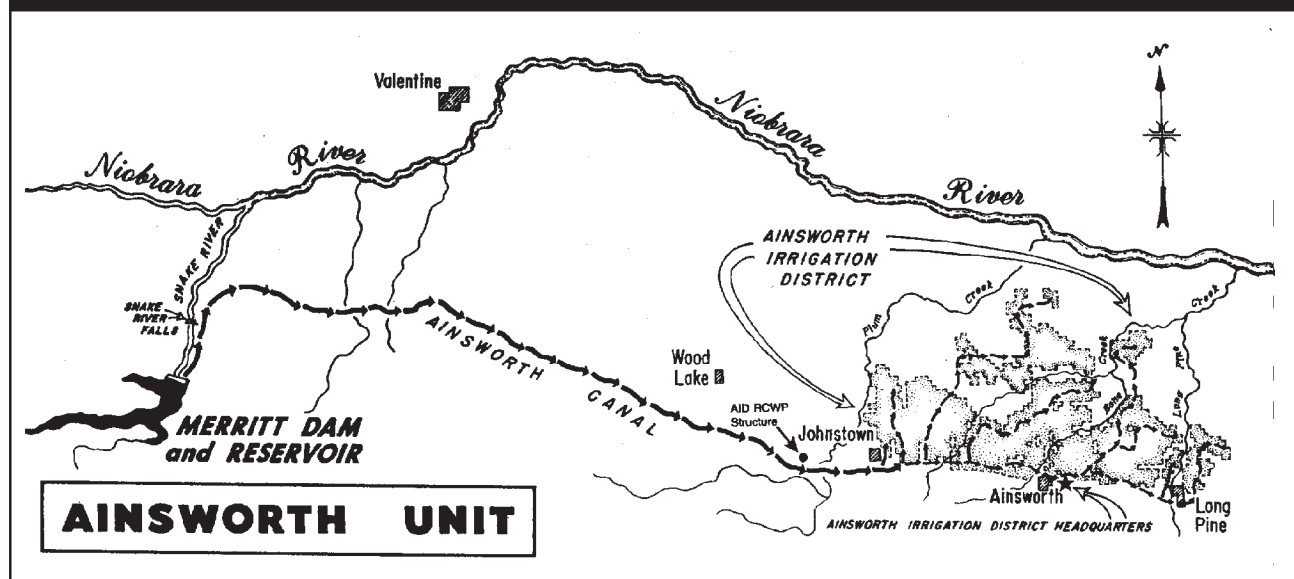 N
Valentine
Niobrara
River
Niobrara
River
SNAKE RIVER
SNAKE
RIVER
FALLS
AINSWORTH
IRRIGATION
DISTRICT
Plum
Creek
Creek
Creek
Bone
Long
Pine
AINSWORTH
CANAL
Wood
Lake
AID RCWP
Structure
Johnstown
MERRITT DAM
and RESERVOIR
Ainsworth
Long
Pine
AINSWORTH IRRIGATION DISTRICT HEADQUARTERS
AINSWORTH UNIT